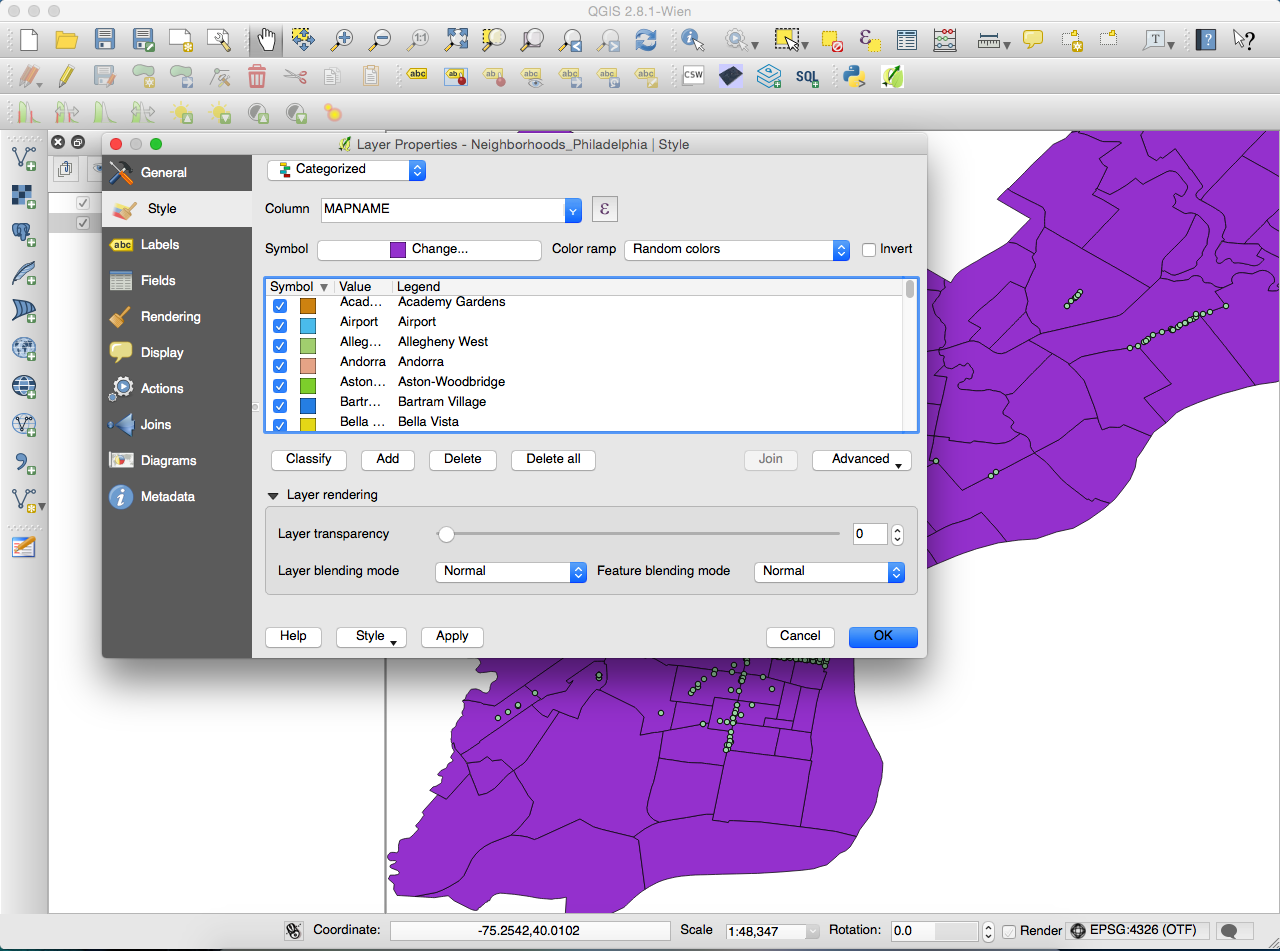 QGIS 2.8.1-Wien
Layer Properties - Neighborhoods_Philadelphia | Style
General
Style
Labels
Fields
Rendering
Display
Actions
Joins
Diagrams
Metadata
Categorized
Column MAPNAME ε
Symbol Change... Color ramp Random colors Invert
Symbol Value Legend
Acad... Academy Gardens
Airport Airport
Alleg... Allegheny West
Andorra Andorra
Aston... Aston-Woodbridge
Bartr... Bartram Village
Bella ... Bella Vista
Classify Add Delete Delete all Join Advanced
Layer rendering
Layer transparency 0
Layer blending mode Normal Feature blending mode Normal
Help Style Apply Cancel OK
Coordinate: -75.2542,40.0102 Scale 1:48,347 Rotation: 0.0 Render EPSG:4326 (OTF)